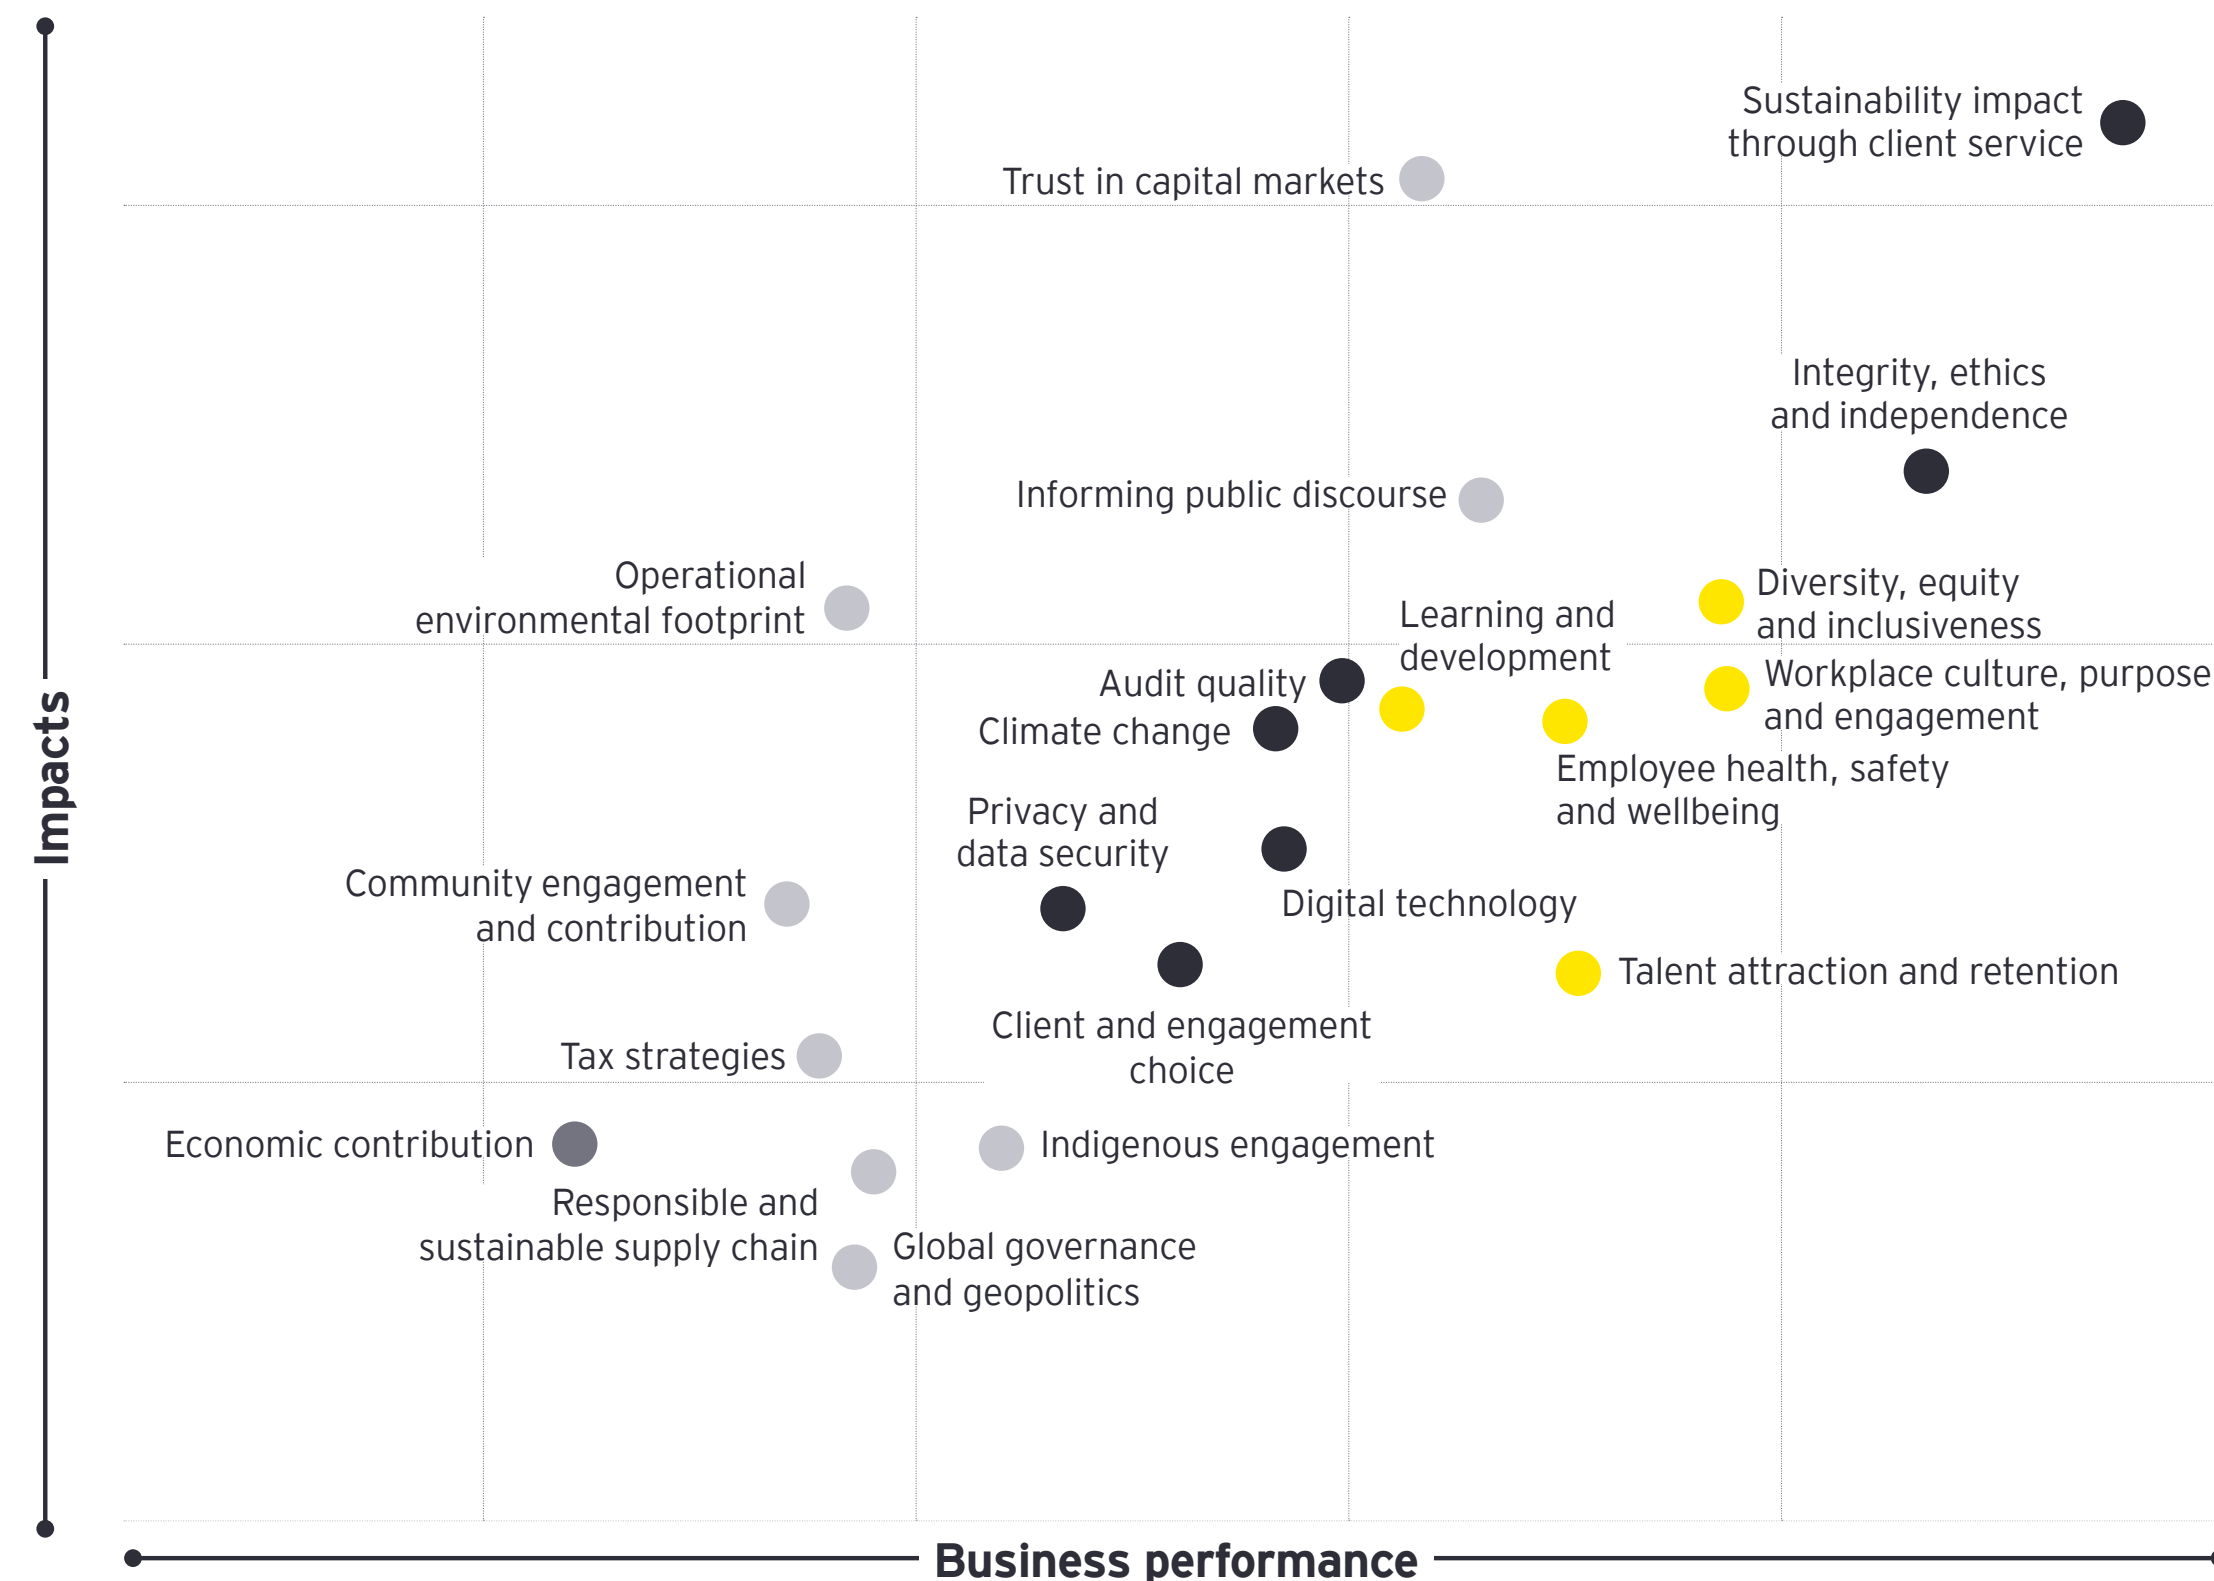 Sustainability impact
through client service
Trust in capital markets
Integrity, ethics
and independence
Informing public discourse
Operational
environmental footprint
Diversity, equity
and inclusiveness
Learning and
development
Audit quality
Workplace culture, purpose
and engagement
Climate change
Employee health, safety
and wellbeing
Privacy and
data security
Digital technology
Community engagement
and contribution
Talent attraction and retention
Client and engagement
choice
Tax strategies
Economic contribution
Indigenous engagement
Responsible and
sustainable supply chain
Global governance
and geopolitics
Impacts
Business performance